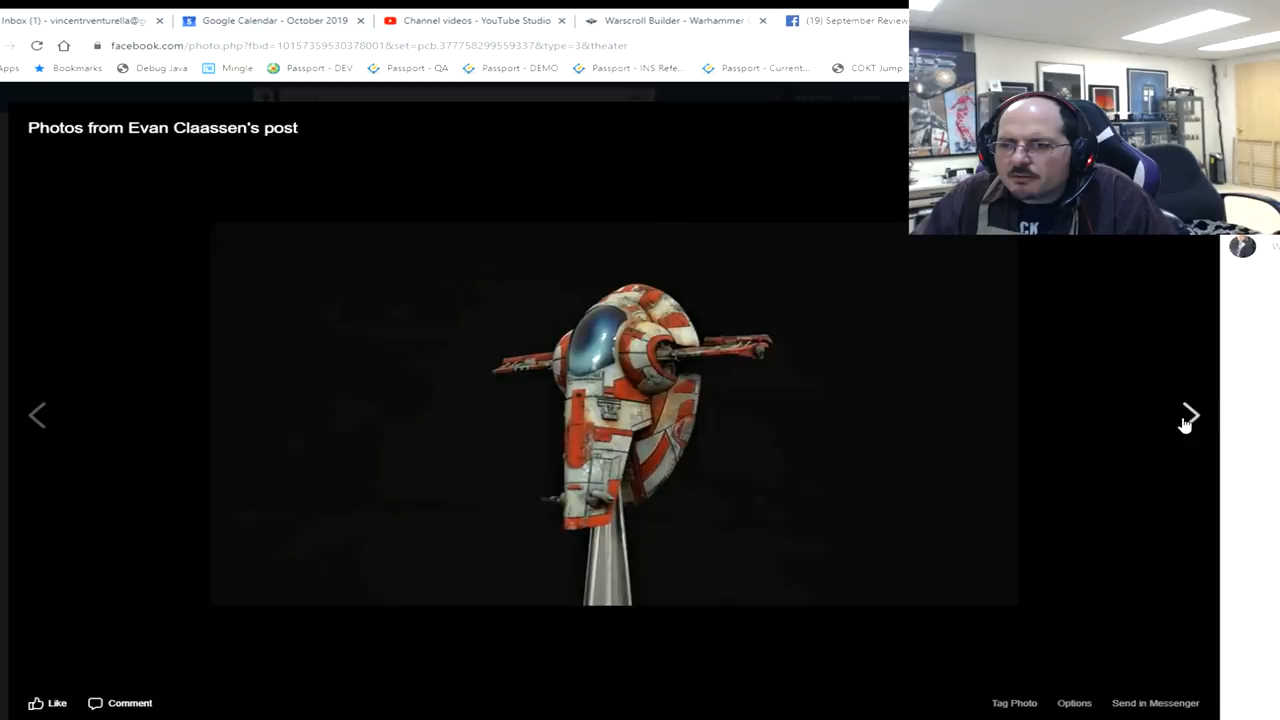 Inbox (1) - vincentrventurella@g
Google Calendar - October 2019
Channel videos - YouTube Studio
Warscroll Builder - Warhammer
(19) September Review
facebook.com/photo.php?fbid=10157359530378001&set=pcb.377758299559337&type=3&theater
Apps
Bookmarks
Debug Java
Mingle
Passport - DEV
Passport - QA
Passport - DEMO
Passport - INS Refe...
Passport - Current...
COKT Jump
Photos from Evan Claassen's post
CK
W
Like
Comment
Tag Photo
Options
Send in Messenger